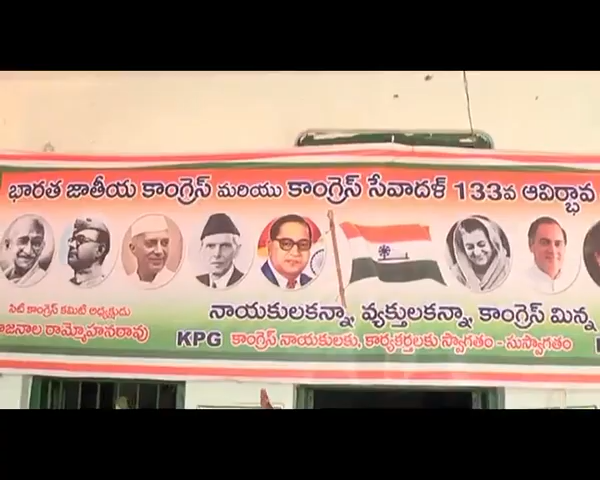 భారత జాతీయ కాంగ్రెస్ మరియు కాంగ్రెస్ సేవాదళ్ 133వ ఆవిర్భావ
నాయకులకన్నా, వ్యక్తులకన్నా, కాంగ్రెస్ మిన్న
సిటీ కాంగ్రెస్ కమిటీ అధ్యక్షుడు
రామ్మోహనరావు
KPG కాంగ్రెస్ నాయకులకు, కార్యకర్తలకు స్వాగతం - సుస్వాగతం